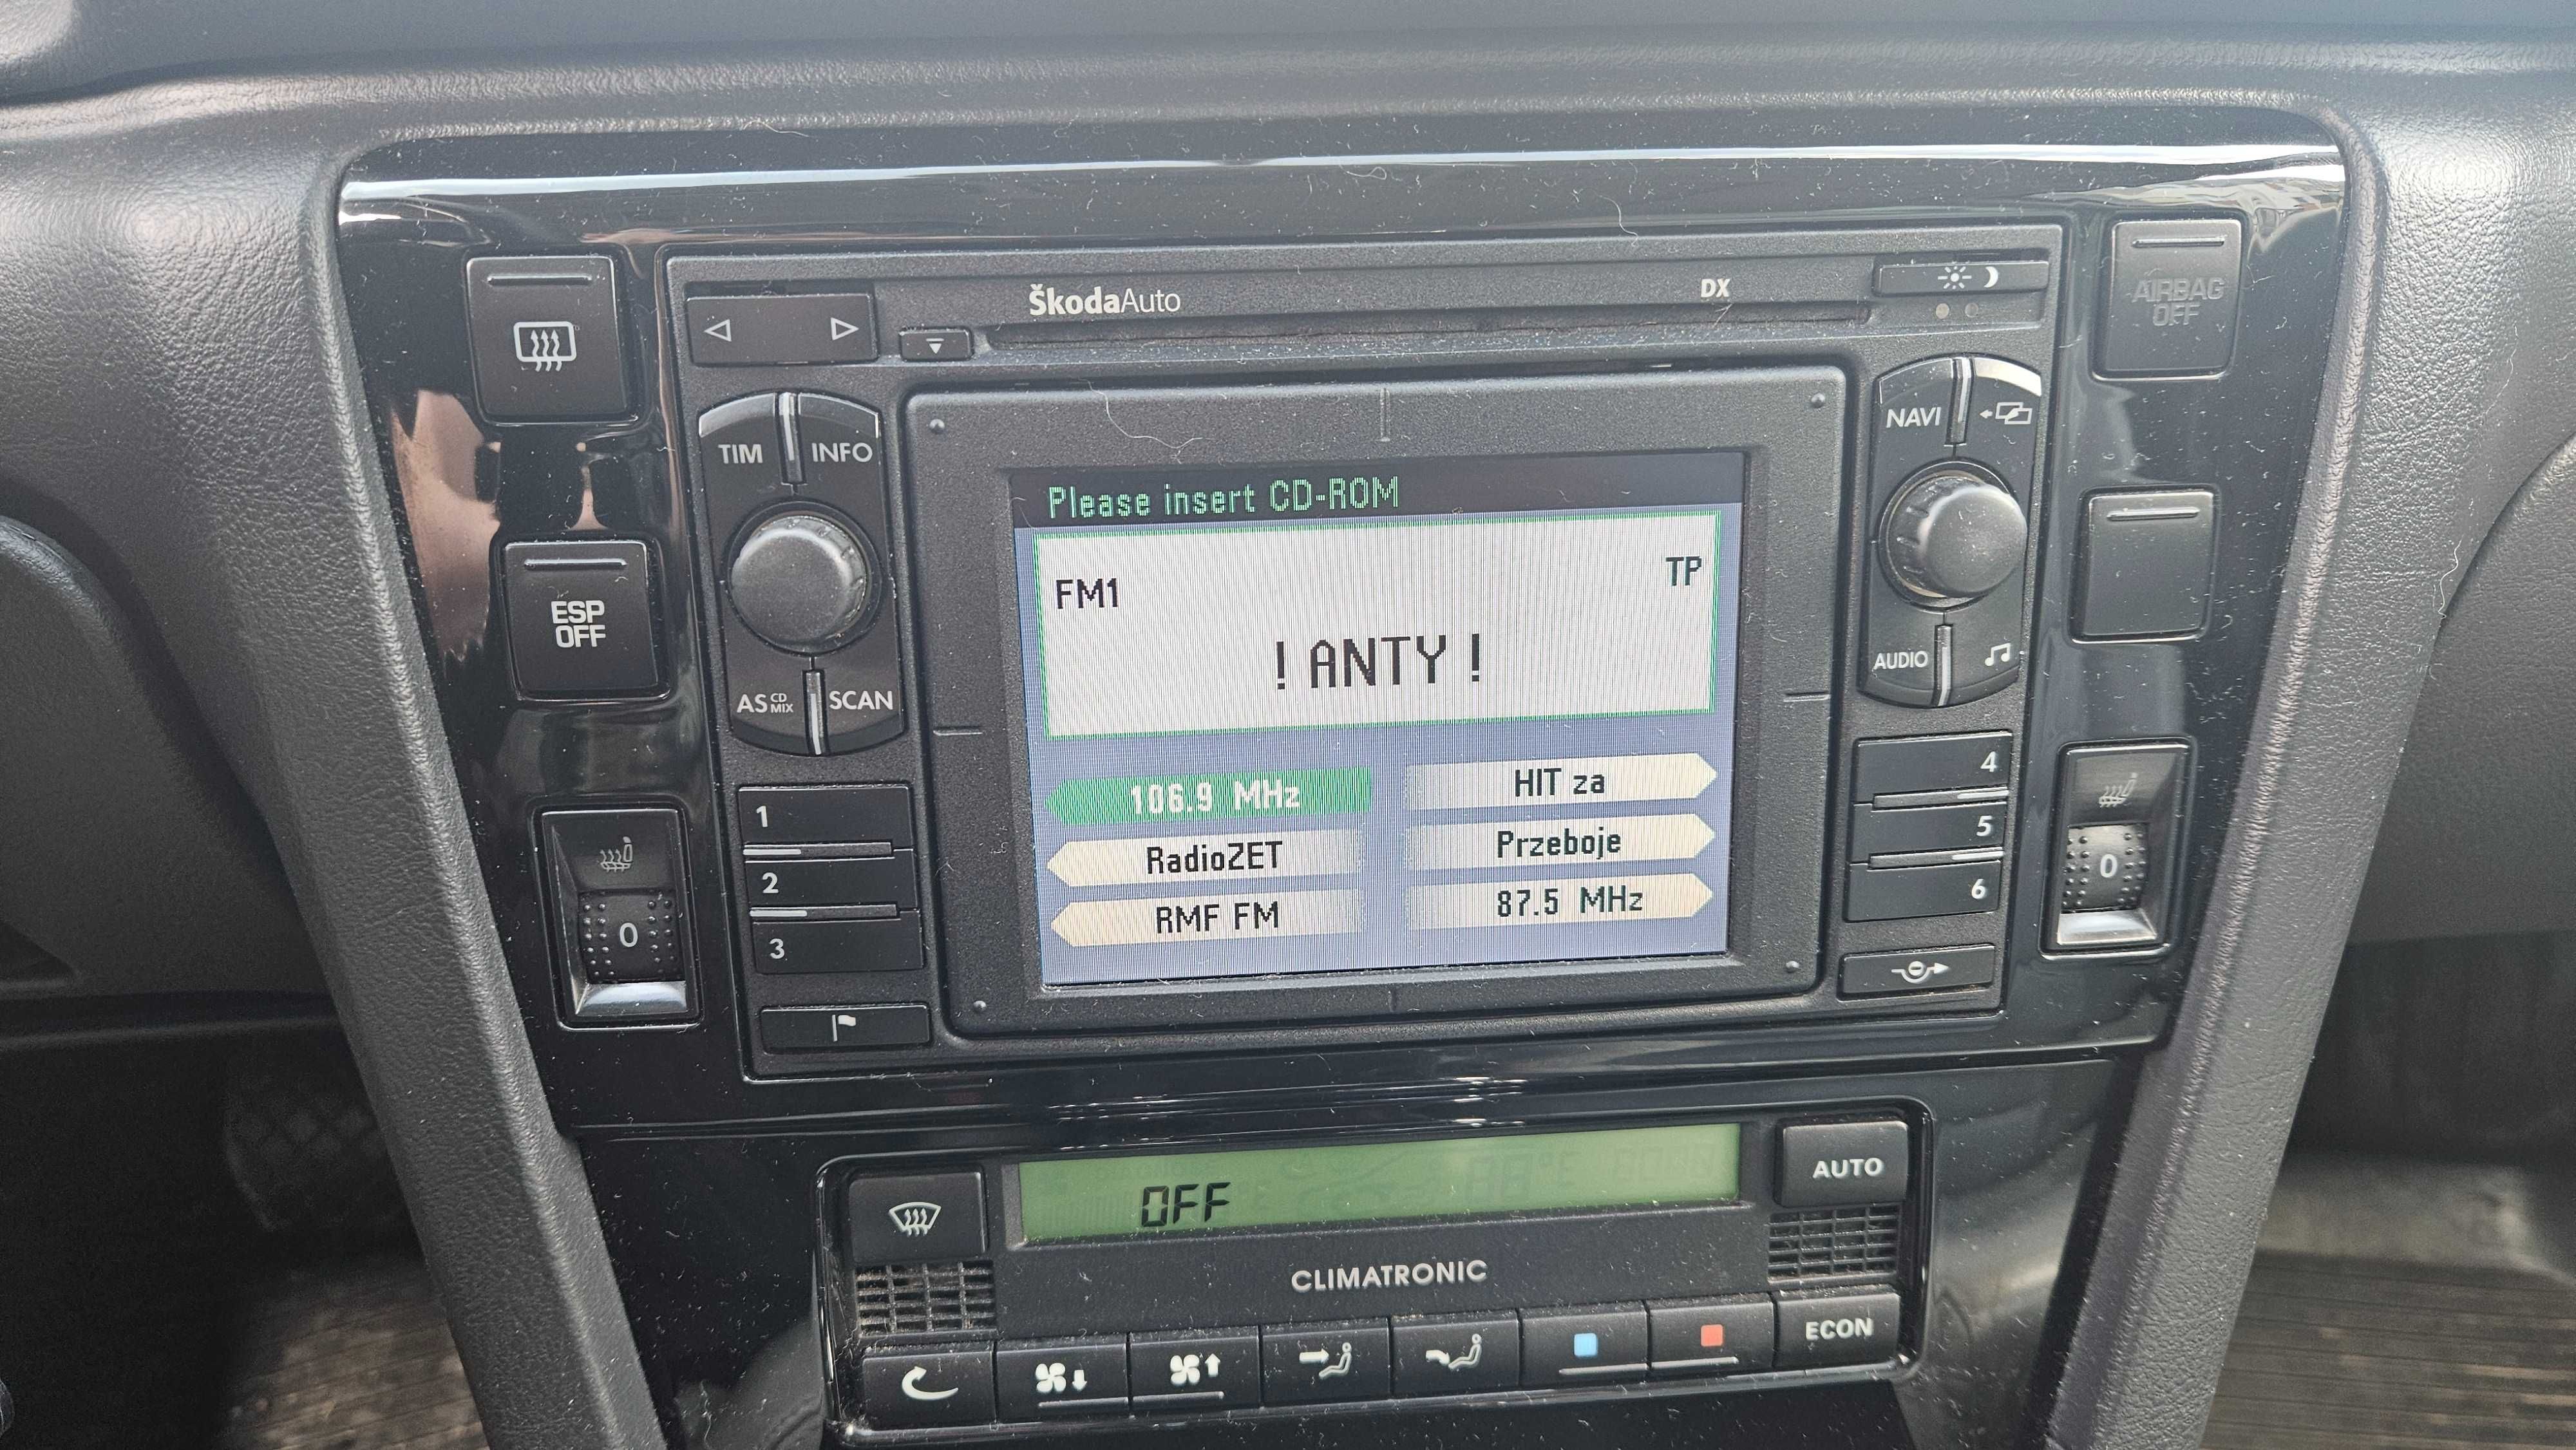 ŠkodaAuto
DX
AIRBAG
OFF
TIM
INFO
NAVI
Please insert CD-ROM
FM1
TP
! ANTY !
ESP
OFF
AS CD MIX
SCAN
AUDIO
106.9 MHz
HIT za
RadioZET
Przeboje
RMF FM
87.5 MHz
1
2
3
4
5
6
0
0
OFF
AUTO
CLIMATRONIC
ECON